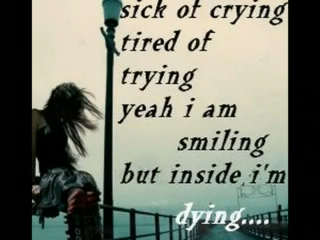 sick of crying
tired of
trying
yeah i am
smiling
but inside i'm
dying....